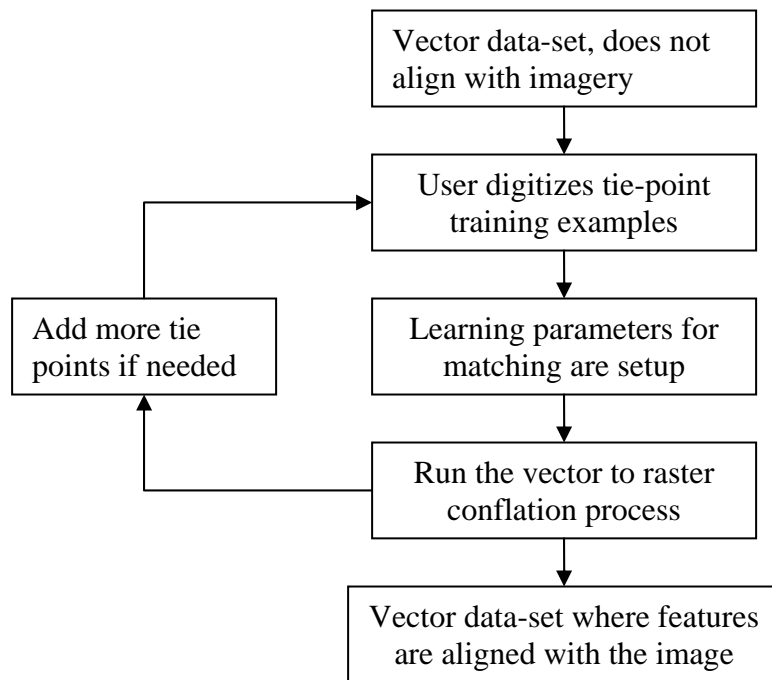 Vector data-set, does not
align with imagery
User digitizes tie-point
training examples
Add more tie
points if needed
Learning parameters for
matching are setup
Run the vector to raster
conflation process
Vector data-set where features
are aligned with the image